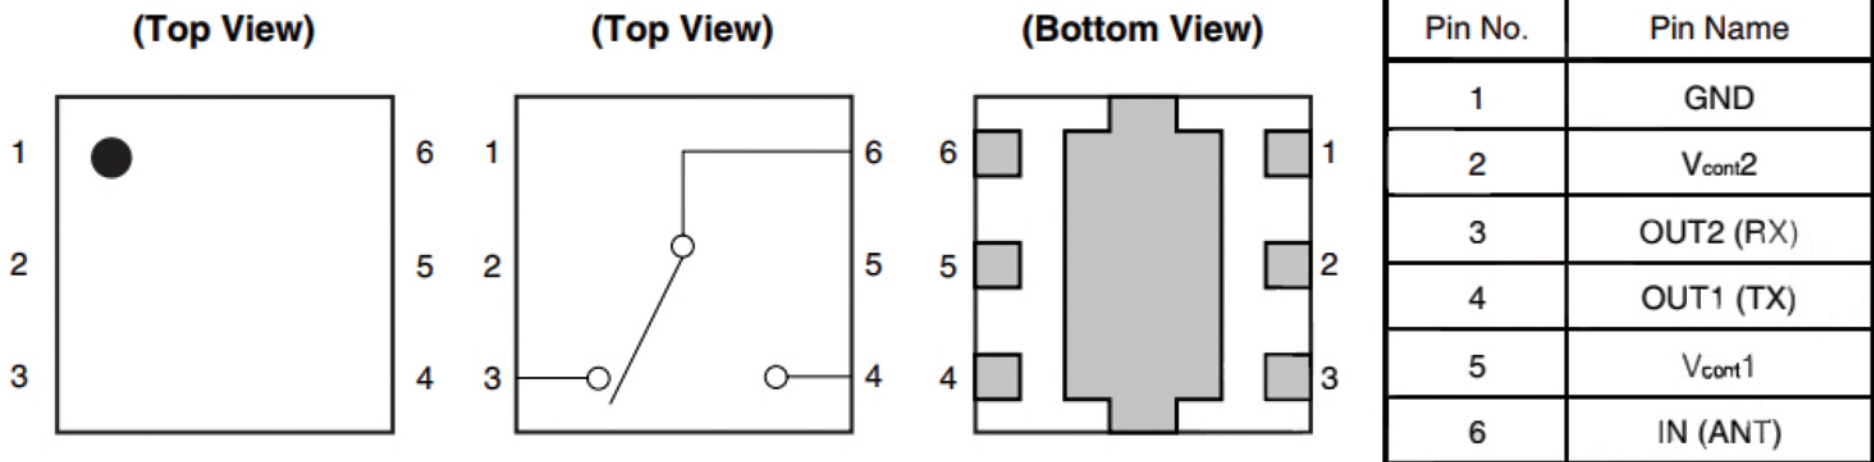 (Top View)
1
2
3
6
5
4
(Top View)
1
2
3
6
5
4
(Bottom View)
6
5
4
1
2
3
Pin No. Pin Name
1 GND
2 Vcont2
3 OUT2 (RX)
4 OUT1 (TX)
5 Vcont1
6 IN (ANT)